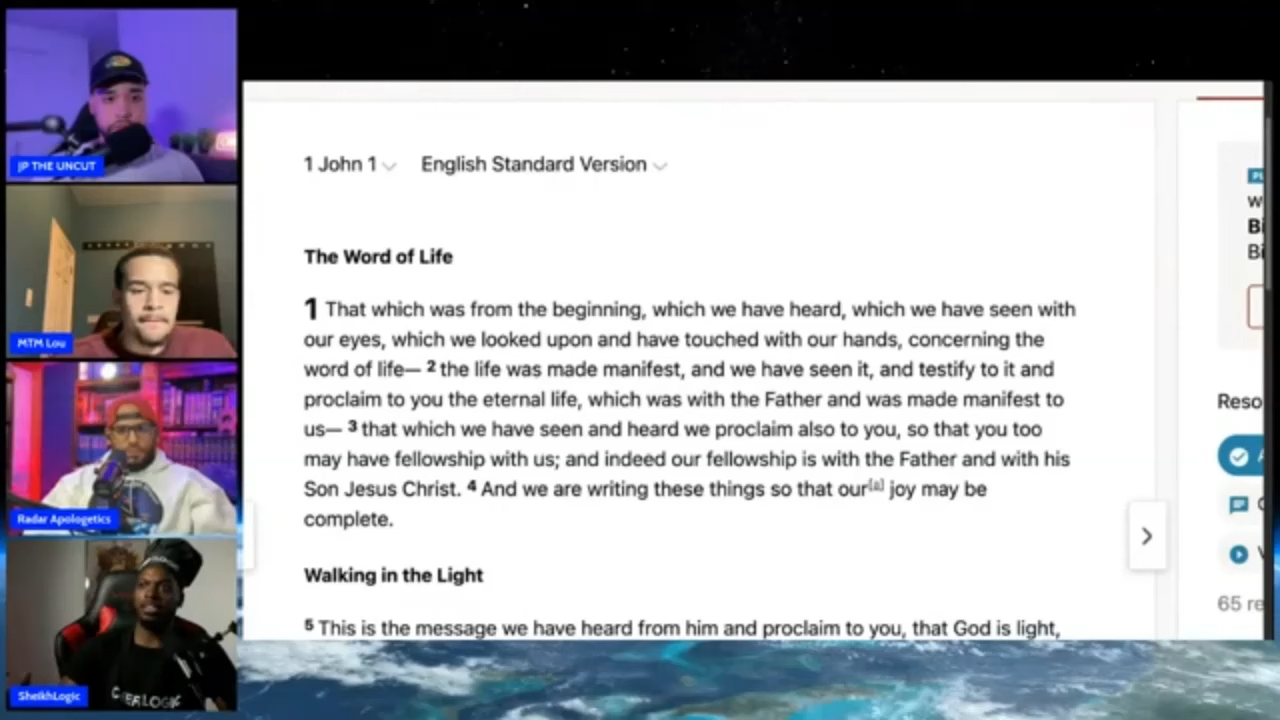 JP THE UNCUT
MTM Lou
Radar Apologetics
SheikhLogic
1 John 1 English Standard Version
The Word of Life
1 That which was from the beginning, which we have heard, which we have seen with
our eyes, which we looked upon and have touched with our hands, concerning the
word of life— 2 the life was made manifest, and we have seen it, and testify to it and
proclaim to you the eternal life, which was with the Father and was made manifest to
us— 3 that which we have seen and heard we proclaim also to you, so that you too
may have fellowship with us; and indeed our fellowship is with the Father and with his
Son Jesus Christ. 4 And we are writing these things so that our[a] joy may be
complete.
Walking in the Light
5 This is the message we have heard from him and proclaim to you, that God is light,
Bi
Bi
Reso
65 re